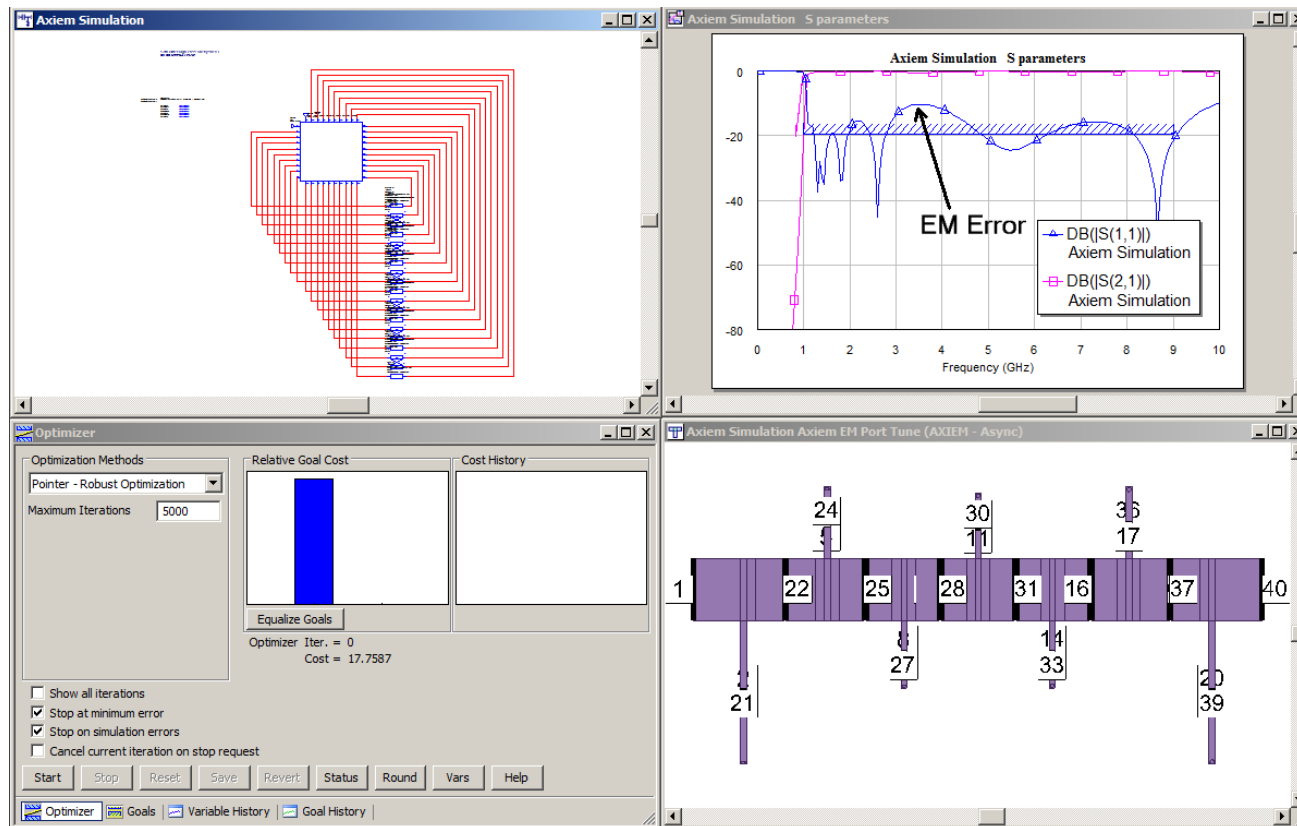 Axiem Simulation
Axiem Simulation S parameters
Axiem Simulation S parameters
0
-20
-40
-60
-80
EM Error
DB(|S(1,1)|)
Axiem Simulation
DB(|S(2,1)|)
Axiem Simulation
0 1 2 3 4 5 6 7 8 9 10
Frequency (GHz)
Optimizer
Optimization Methods
Pointer - Robust Optimization
Maximum Iterations 5000
Relative Goal Cost
Cost History
Equalize Goals
Optimizer Iter. = 0
Cost = 17.7587
Show all iterations
Stop at minimum error
Stop on simulation errors
Cancel current iteration on stop request
Start Stop Reset Save Revert Status Round Vars Help
Optimizer Goals Variable History Goal History
Axiem Simulation Axiem EM Port Tune (AXIEM - Async)
24
30
11
36
17
1 22 25 28 31 16 37 40
8
27
14
33
2
21
20
39